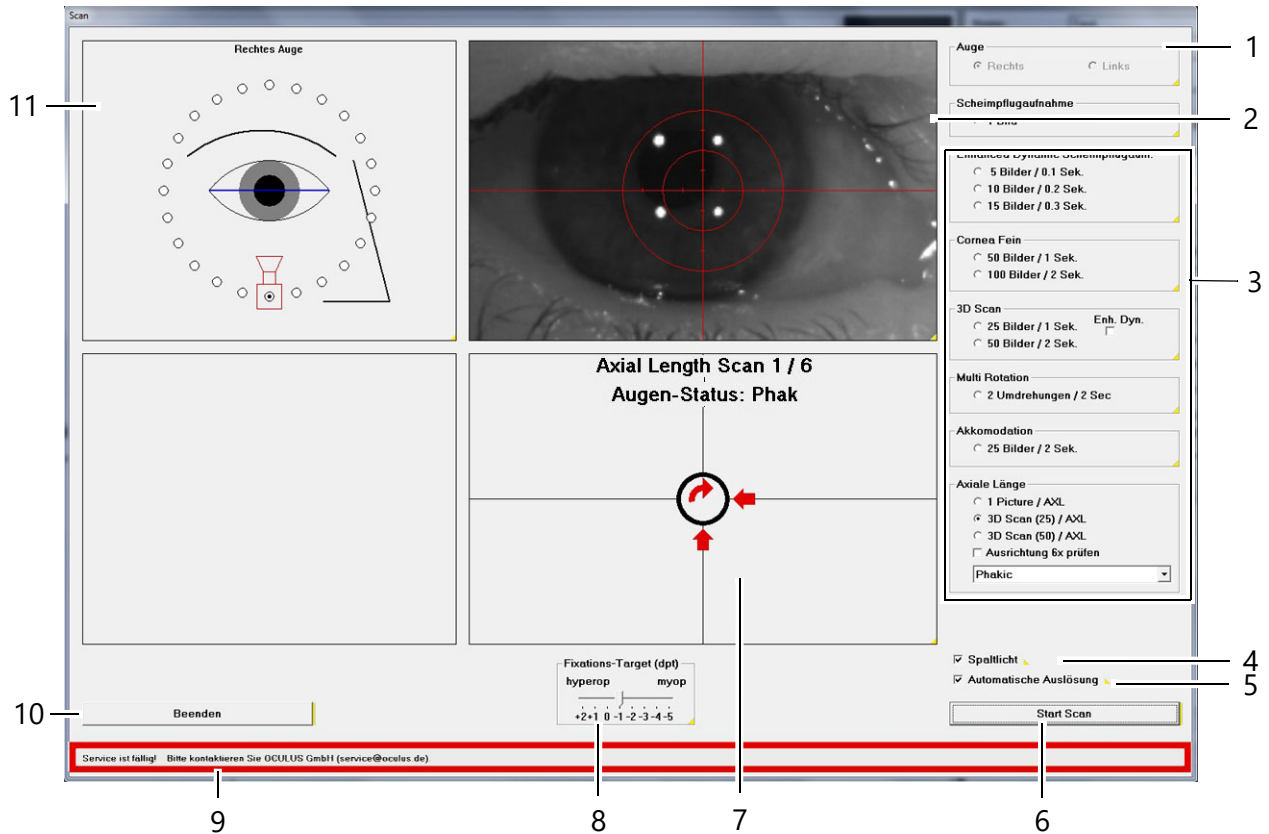 Scan
Rechtes Auge
Auge
Rechts
Links
1
2
11
Scheimpflugaufnahme
1 Bild
Enhanced Dynamic Scheimpflugaufn.
5 Bilder / 0.1 Sek.
10 Bilder / 0.2 Sek.
15 Bilder / 0.3 Sek.
3
Cornea Fein
50 Bilder / 1 Sek.
100 Bilder / 2 Sek.
3D Scan
25 Bilder / 1 Sek.
Enh. Dyn.
50 Bilder / 2 Sek.
Multi Rotation
2 Umdrehungen / 2 Sec
Akkomodation
25 Bilder / 2 Sek.
Axiale Länge
1 Picture / AXL
3D Scan (25) / AXL
3D Scan (50) / AXL
Ausrichtung 6x prüfen
Phakic
Axial Length Scan 1 / 6
Augen-Status: Phak
Fixations-Target (dpt)
hyperop myop
+2+1 0 -1 -2 -3 -4 -5
Spaltlicht
4
Automatische Auslösung
5
10
Beenden
Start Scan
Service ist fällig! Bitte kontaktieren Sie OCULUS GmbH (service@oculus.de).
9
8
7
6